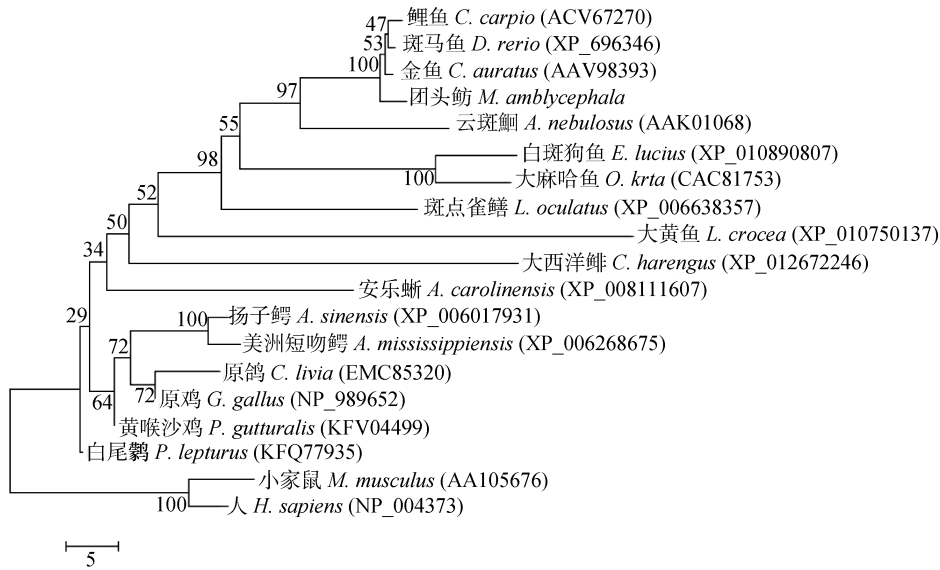 47 鲤鱼 C. carpio (ACV67270)
53 斑马鱼 D. rerio (XP_696346)
100 金鱼 C. auratus (AAV98393)
97 团头鲂 M. amblycephala
云斑鮰 A. nebulosus (AAK01068)
55
白斑狗鱼 E. lucius (XP_010890807)
98
100 大麻哈鱼 O. krta (CAC81753)
52
斑点雀鳝 L. oculatus (XP_006638357)
50
大黄鱼 L. crocea (XP_010750137)
34
大西洋鲱 C. harengus (XP_012672246)
安乐蜥 A. carolinensis (XP_008111607)
29
100 扬子鳄 A. sinensis (XP_006017931)
72 美洲短吻鳄 A. mississippiensis (XP_006268675)
原鸽 C. livia (EMC85320)
64 72 原鸡 G. gallus (NP_989652)
黄喉沙鸡 P. gutturalis (KFV04499)
白尾鹲 P. lepturus (KFQ77935)
小家鼠 M. musculus (AA105676)
100 人 H. sapiens (NP_004373)
5